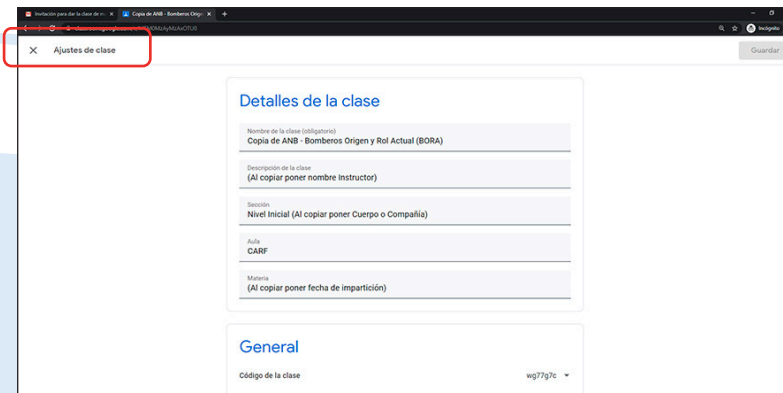 Invitación para dar la clase de
Copia de ANB - Bomberos Orige
Incógnito
Ajustes de clase
Guardar
Detalles de la clase
Nombre de la clase (obligatorio)
Copia de ANB - Bomberos Origen y Rol Actual (BORA)
Descripción de la clase
(Al copiar poner nombre Instructor)
Sección
Nivel Inicial (Al copiar poner Cuerpo o Compañía)
Aula
CARF
Materia
(Al copiar poner fecha de impartición)
General
Código de la clase
wg77g7c